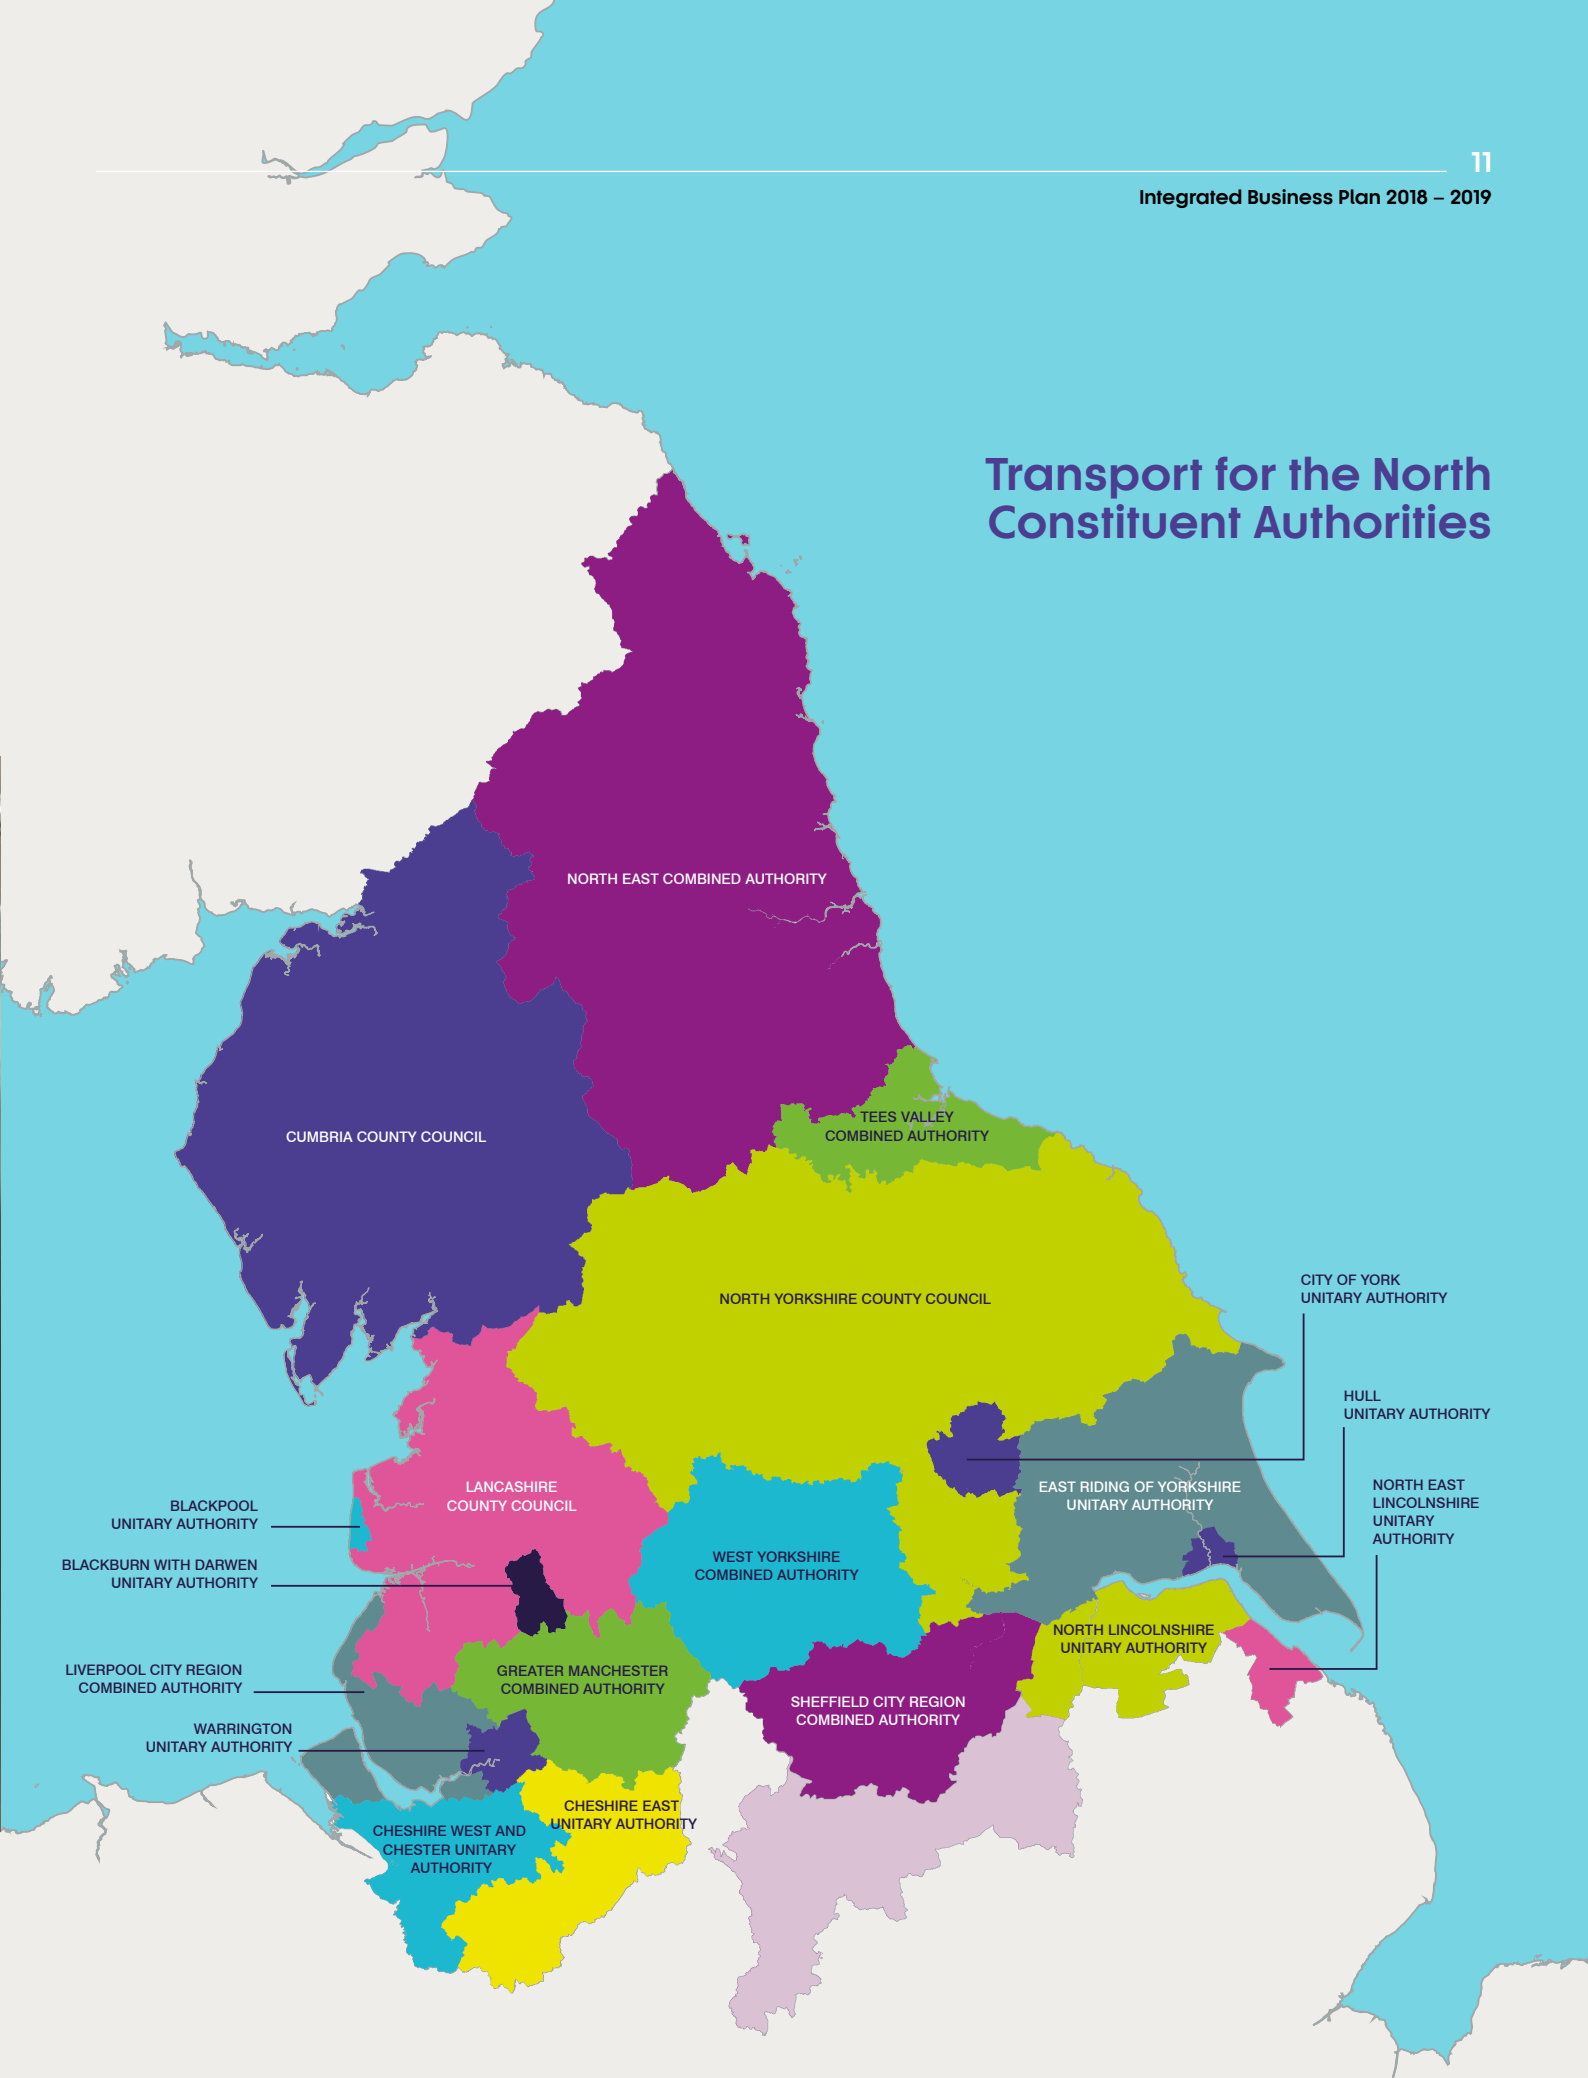 11
Integrated Business Plan 2018 – 2019
Transport for the North
Constituent Authorities
NORTH EAST COMBINED AUTHORITY
TEES VALLEY
COMBINED AUTHORITY
CUMBRIA COUNTY COUNCIL
NORTH YORKSHIRE COUNTY COUNCIL
CITY OF YORK
UNITARY AUTHORITY
HULL
UNITARY AUTHORITY
NORTH EAST
LINCOLNSHIRE
UNITARY
AUTHORITY
LANCASHIRE
COUNTY COUNCIL
EAST RIDING OF YORKSHIRE
UNITARY AUTHORITY
BLACKPOOL
UNITARY AUTHORITY
BLACKBURN WITH DARWEN
UNITARY AUTHORITY
WEST YORKSHIRE
COMBINED AUTHORITY
NORTH LINCOLNSHIRE
UNITARY AUTHORITY
LIVERPOOL CITY REGION
COMBINED AUTHORITY
GREATER MANCHESTER
COMBINED AUTHORITY
SHEFFIELD CITY REGION
COMBINED AUTHORITY
WARRINGTON
UNITARY AUTHORITY
CHESHIRE EAST
UNITARY AUTHORITY
CHESHIRE WEST AND
CHESTER UNITARY
AUTHORITY